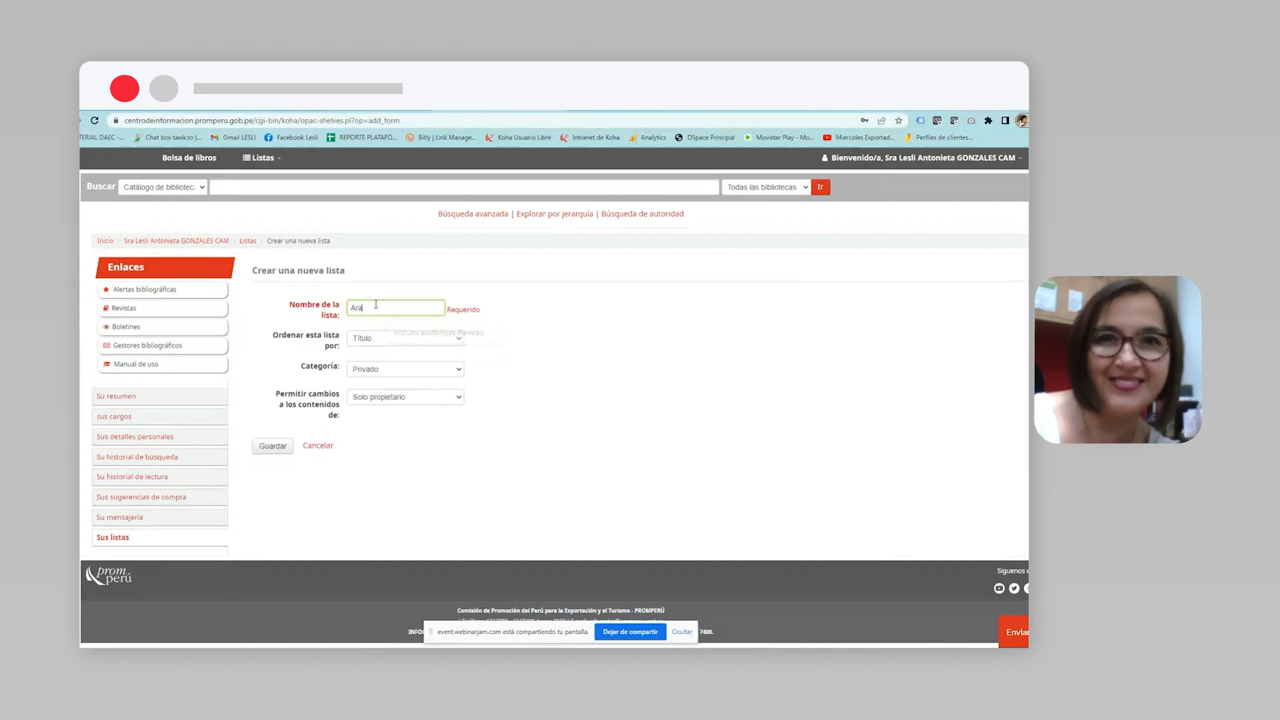 centrodeinformacion.promperu.gob.pe/cgi-bin/koha/opac-shelves.pl?op=add_form
TERIAL DAEC -... Chat box tawk.to |... Gmail LESLI Facebook Lesli REPORTE PLATAFO... Bitly | Link Manage... Koha Usuario Libre Intranet de Koha Analytics DSpace Principal Movistar Play - Mo... Miercoles Exportad... Perfiles de clientes...
Bolsa de libros Listas Bienvenido/a, Sra Lesli Antonieta GONZALES CAM
Buscar Catálogo de bibliotec Todas las bibliotecas Ir
Búsqueda avanzada | Explorar por jerarquía | Búsqueda de autoridad
Inicio Sra Lesli Antonieta GONZALES CAM Listas Crear una nueva lista
Enlaces
Alertas bibliográficas
Revistas
Boletines
Gestores bibliográficos
Manual de uso
Su resumen
sus cargos
Sus detalles personales
Su historial de búsqueda
Su historial de lectura
Sus sugerencias de compra
Su mensajería
Sus listas
Crear una nueva lista
Nombre de la lista: Ara Requerido
Ordenar esta lista por: Título
Categoría: Privado
Permitir cambios a los contenidos de: Solo propietario
Guardar Cancelar
prom perú
Siguenos e
Comisión de Promoción del Perú para la Exportación y el Turismo - PROMPERÚ
INFO
event.webinarjam.com está compartiendo tu pantalla. Dejar de compartir Ocultar
7400.
Enviar